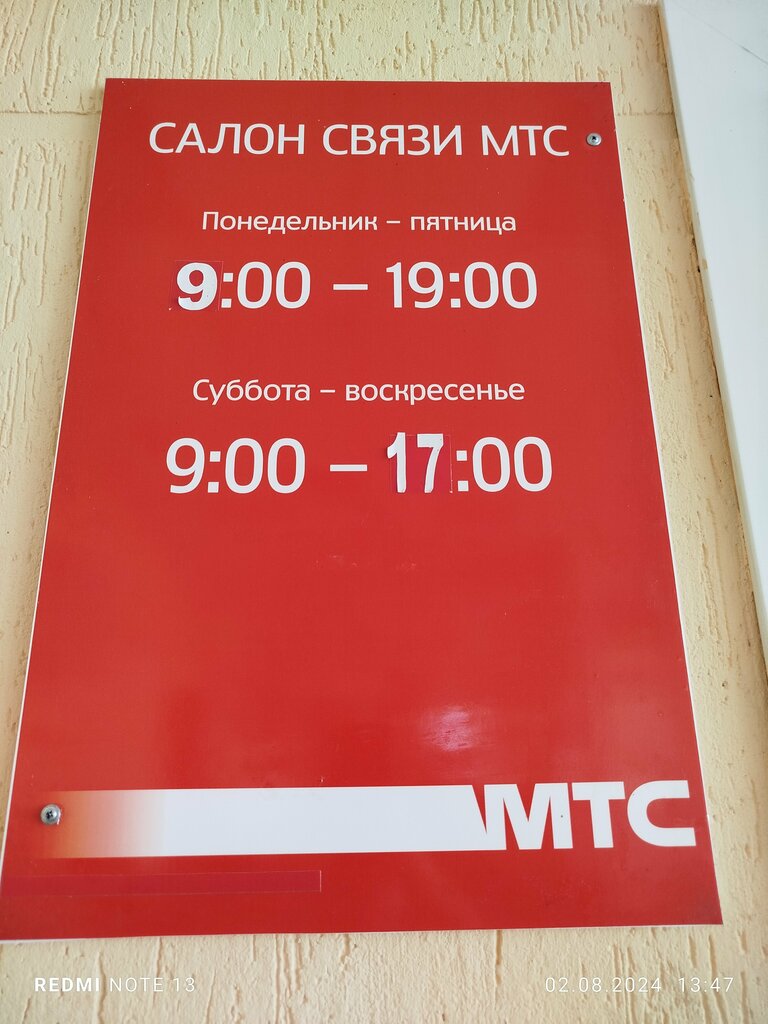 САЛОН СВЯЗИ МТС
Понедельник – пятница
9:00 – 19:00
Суббота – воскресенье
9:00 – 17:00
МТС
REDMI NOTE 13
02.08.2024 13:47